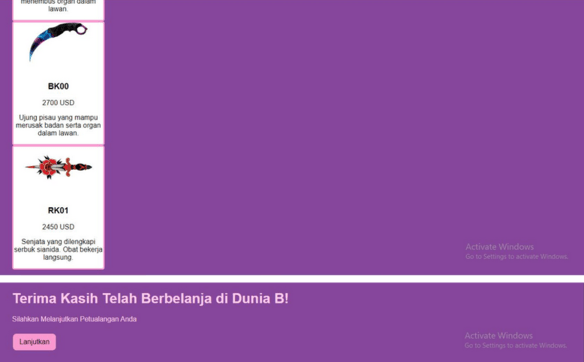 menembus organ dalam
lawan.
BK00
2700 USD
Ujung pisau yang mampu
merusak badan serta organ
dalam lawan.
RK01
2450 USD
Senjata yang dilengkapi
serbuk sianida. Obat bekerja
langsung.
Activate Windows
Go to Settings to activate Windows.
Terima Kasih Telah Berbelanja di Dunia B!
Silahkan Melanjutkan Petualangan Anda
Lanjutkan
Activate Windows
Go to Settings to activate Windows.